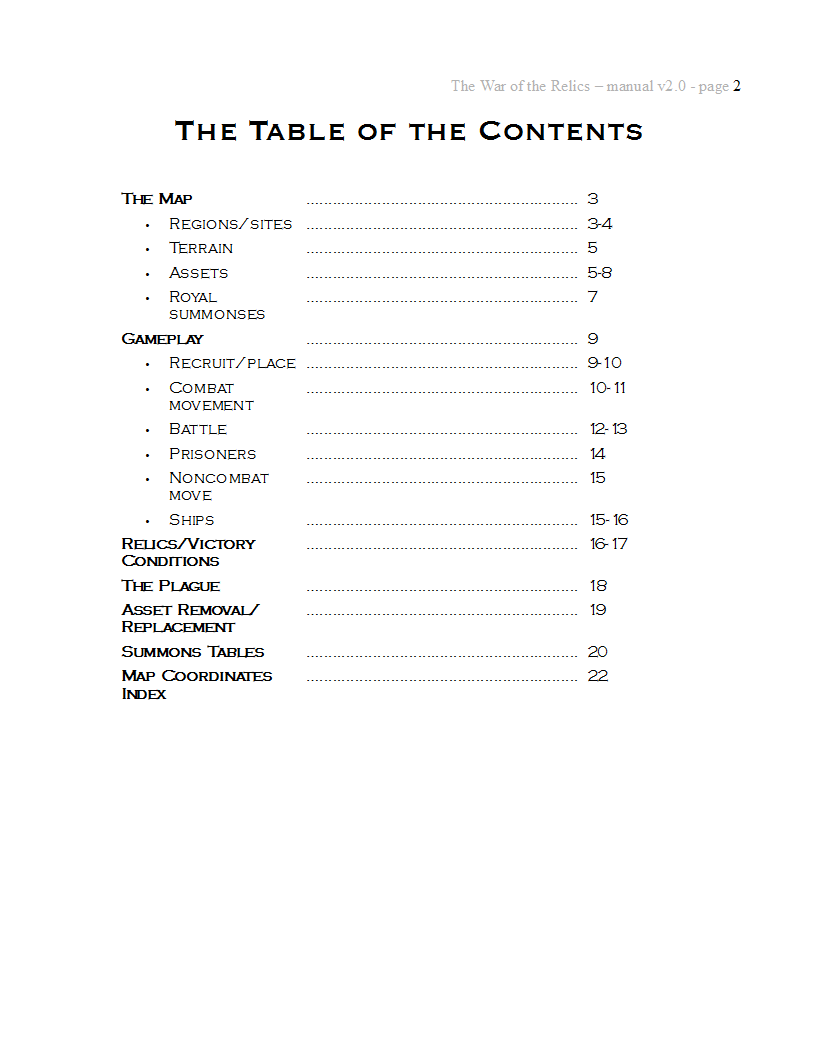 The War of the Relics – manual v2.0 - page 2
The Table of the Contents
The Map ............................................................. 3
• Regions/sites ............................................................. 3-4
• Terrain ............................................................. 5
• Assets ............................................................. 5-8
• Royal ............................................................. 7
summonses
Gameplay ............................................................. 9
• Recruit/place ............................................................. 9-10
• Combat ............................................................. 10-11
movement
• Battle ............................................................. 12-13
• Prisoners ............................................................. 14
• Noncombat ............................................................. 15
move
• Ships ............................................................. 15-16
Relics/Victory ............................................................. 16-17
Conditions
The Plague ............................................................. 18
Asset Removal/ ............................................................. 19
Replacement
Summons Tables ............................................................. 20
Map Coordinates ............................................................. 22
Index